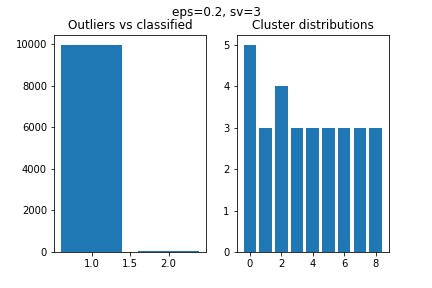 eps=0.2, sv=3
Outliers vs classified
Cluster distributions
10000
8000
6000
4000
2000
0
1.0 1.5 2.0
5
4
3
2
1
0
0 2 4 6 8